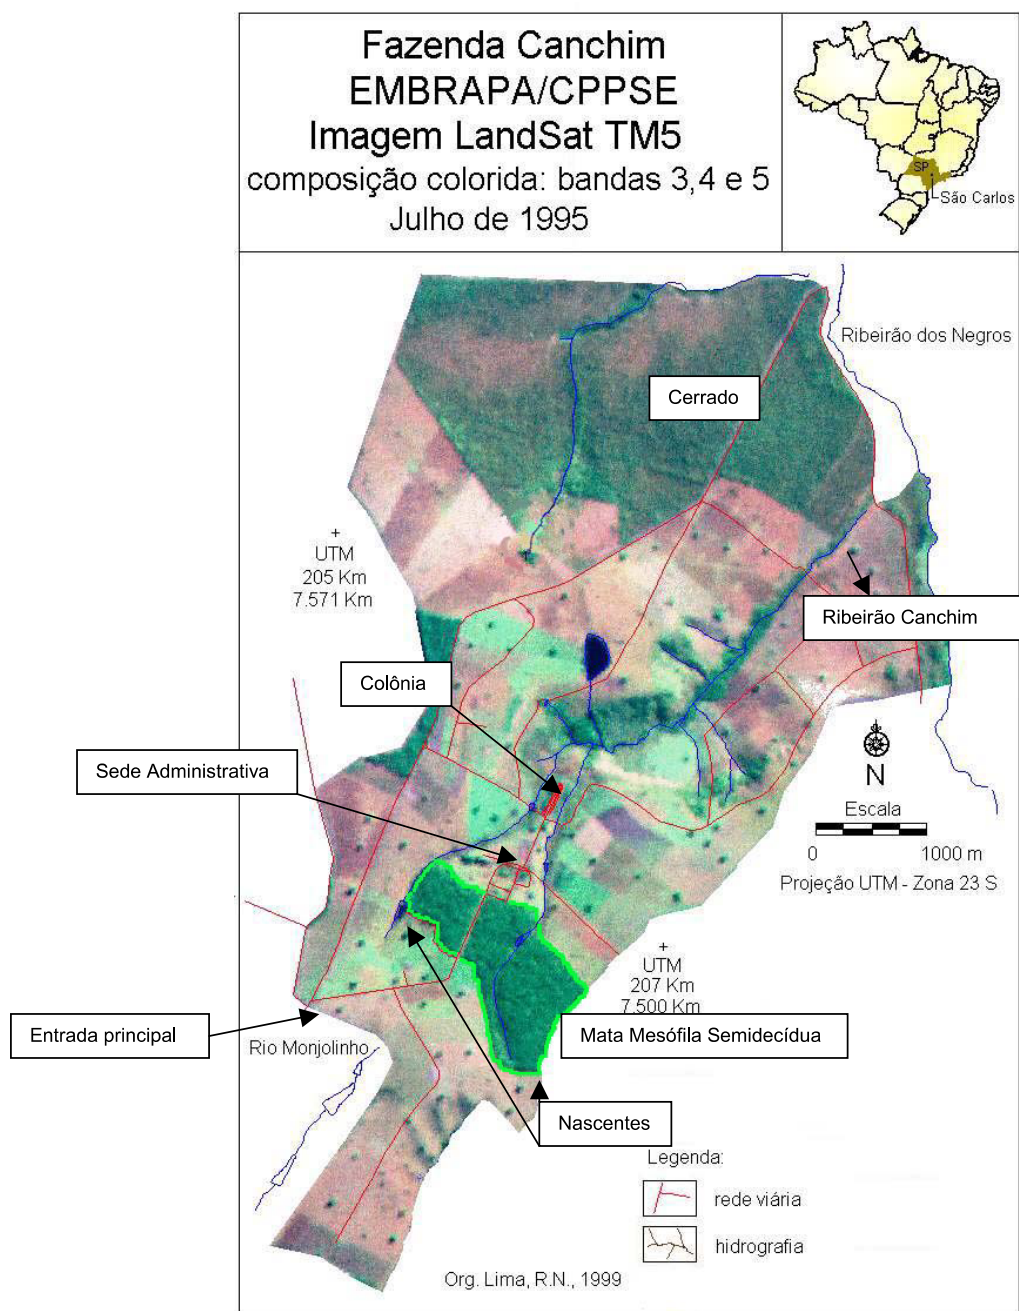 Fazenda Canchim
EMBRAPA/CPPSE
Imagem LandSat TM5
composição colorida: bandas 3,4 e 5
Julho de 1995
SP
São Carlos
Ribeirão dos Negros
Cerrado
+
UTM
205 Km
7.571 Km
Ribeirão Canchim
Colônia
Sede Administrativa
N
Escala
0 1000 m
Projeção UTM - Zona 23 S
+
UTM
207 Km
7.500 Km
Entrada principal
Rio Monjolinho
Mata Mesófila Semidecídua
Nascentes
Legenda:
rede viária
hidrografia
Org. Lima, R.N., 1999